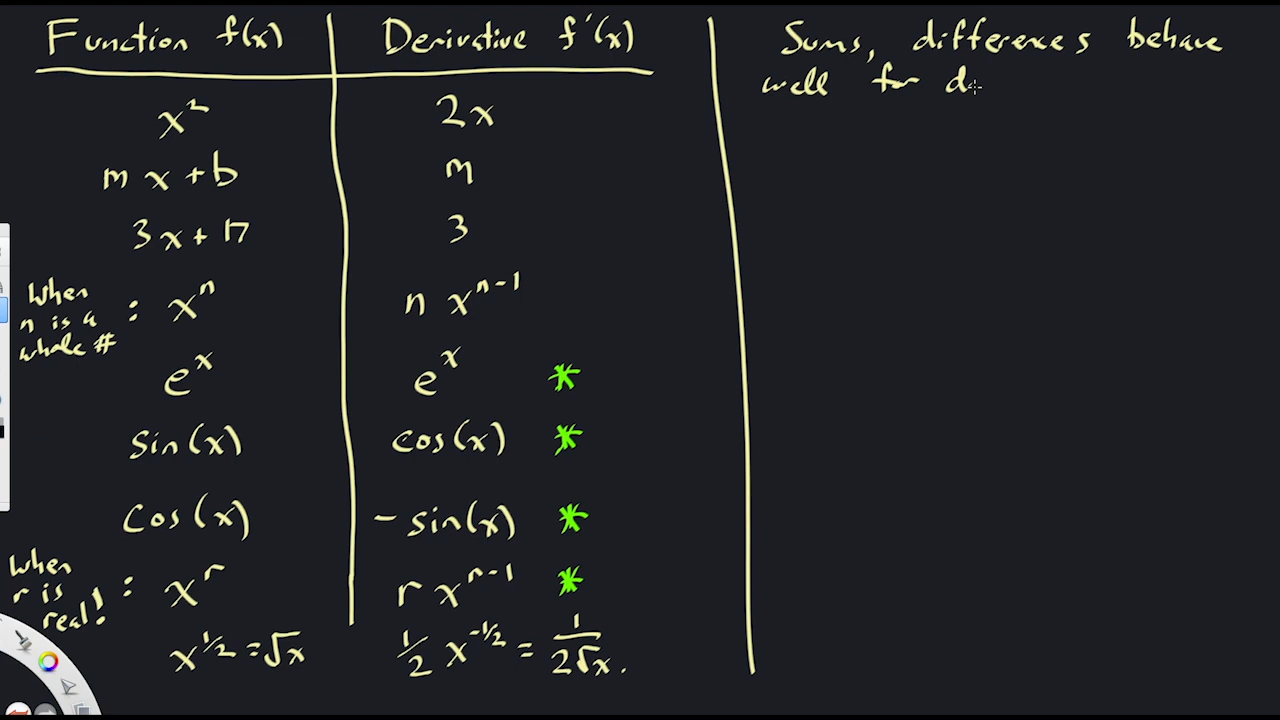 Function f(x) Derivative f'(x)
x² 2x
m x + b m
3x + 17 3
When
n is a
whole # : xⁿ n xⁿ⁻¹
eˣ eˣ *
sin(x) cos(x) *
cos(x) - sin(x) *
When
r is
real! : xʳ r xʳ⁻¹ *
x^½ = √x ½ x^-½ = 1/(2√x).
Sums, differences behave
well for d